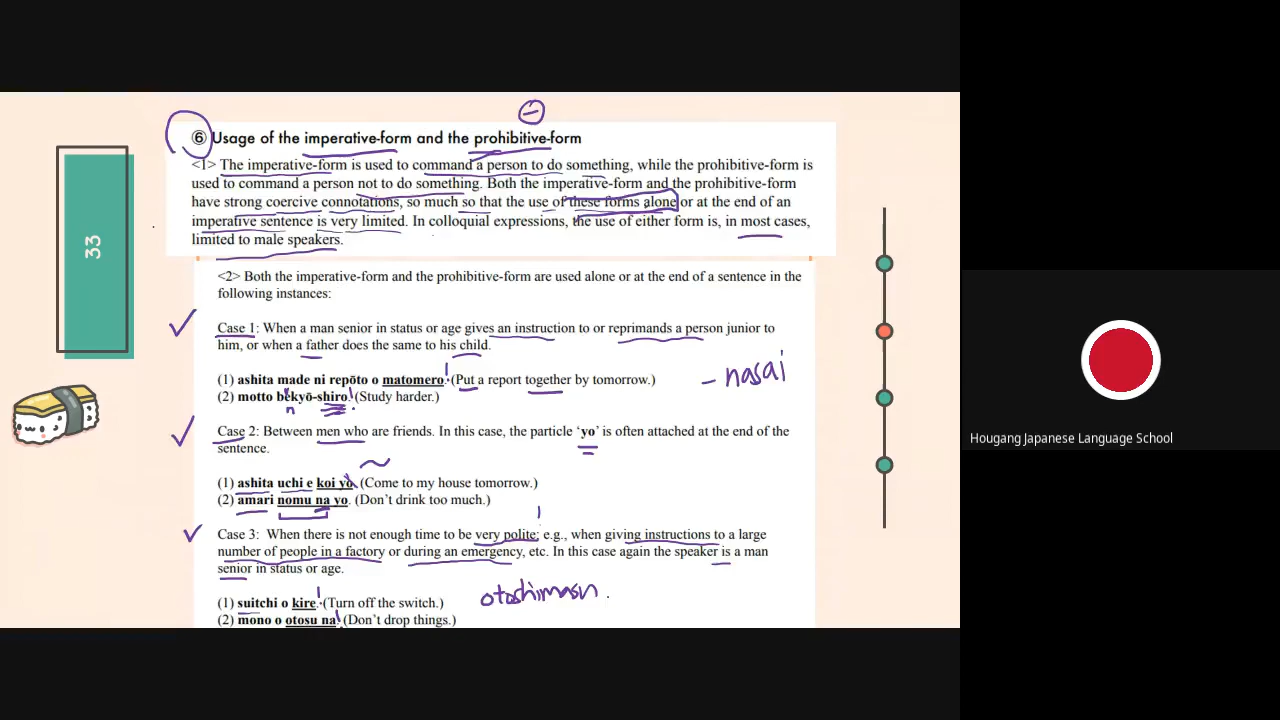 33
⑥ Usage of the imperative-form and the prohibitive-form
<1> The imperative-form is used to command a person to do something, while the prohibitive-form is
used to command a person not to do something. Both the imperative-form and the prohibitive-form
have strong coercive connotations, so much so that the use of these forms alone or at the end of an
imperative sentence is very limited. In colloquial expressions, the use of either form is, in most cases,
limited to male speakers.
<2> Both the imperative-form and the prohibitive-form are used alone or at the end of a sentence in the
following instances:
Case 1: When a man senior in status or age gives an instruction to or reprimands a person junior to
him, or when a father does the same to his child.
(1) ashita made ni repōto o matomero. (Put a report together by tomorrow.)
- nasai
(2) motto bekyō-shiro. (Study harder.)
n
Case 2: Between men who are friends. In this case, the particle ‘yo’ is often attached at the end of the
sentence.
(1) ashita uchi e koi yo. (Come to my house tomorrow.)
(2) amari nomu na yo. (Don’t drink too much.)
Case 3: When there is not enough time to be very polite; e.g., when giving instructions to a large
number of people in a factory or during an emergency, etc. In this case again the speaker is a man
senior in status or age.
otoshimasu.
(1) suitchi o kire. (Turn off the switch.)
(2) mono o otosu na. (Don’t drop things.)
Hougang Japanese Language School